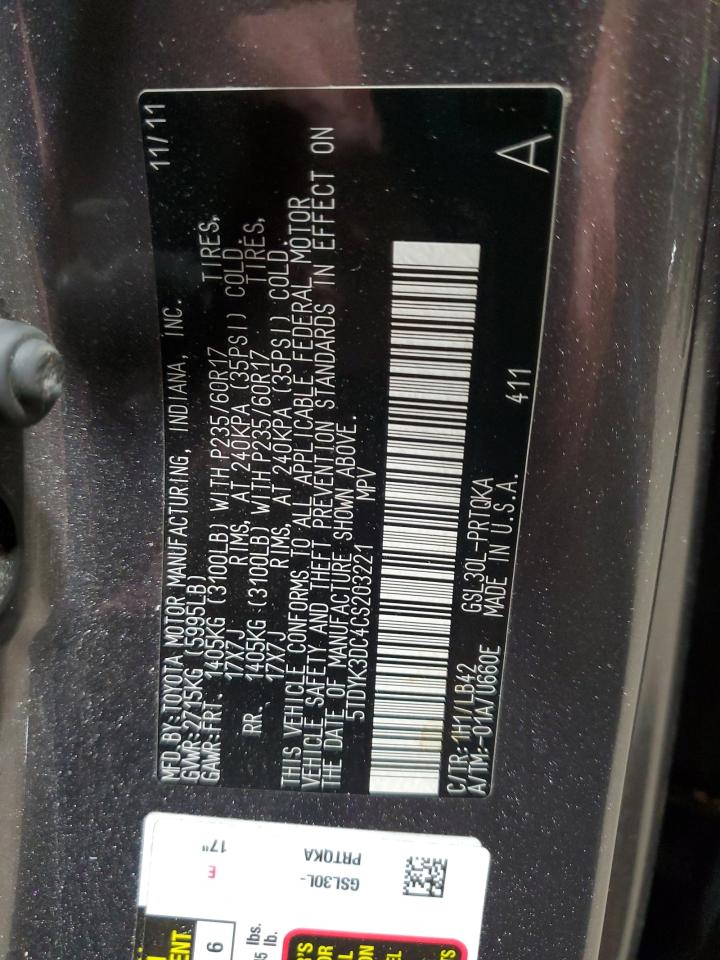 MFD. BY: TOYOTA MOTOR MANUFACTURING, INDIANA, INC. 11/11
GVWR: 2715KG (5995LB)
GAWR: FRT. 1405KG (3100LB) WITH P235/60R17 TIRES,
17X7J RIMS, AT 240KPA (35PSI) COLD.
RR. 1405KG (3100LB) WITH P235/60R17 TIRES,
17X7J RIMS, AT 240KPA (35PSI) COLD.
THIS VEHICLE CONFORMS TO ALL APPLICABLE FEDERAL MOTOR
VEHICLE SAFETY AND THEFT PREVENTION STANDARDS IN EFFECT ON
THE DATE OF MANUFACTURE SHOWN ABOVE.
5TDYK3DC4CS203221 MPV
C/TR: 1H1/LB42 GSL30L-PRTQKA 411 A
A/TM: -01A/U660E MADE IN U.S.A.
GSL30L-
PRTQKA
E
17"
6
lbs.
lb.